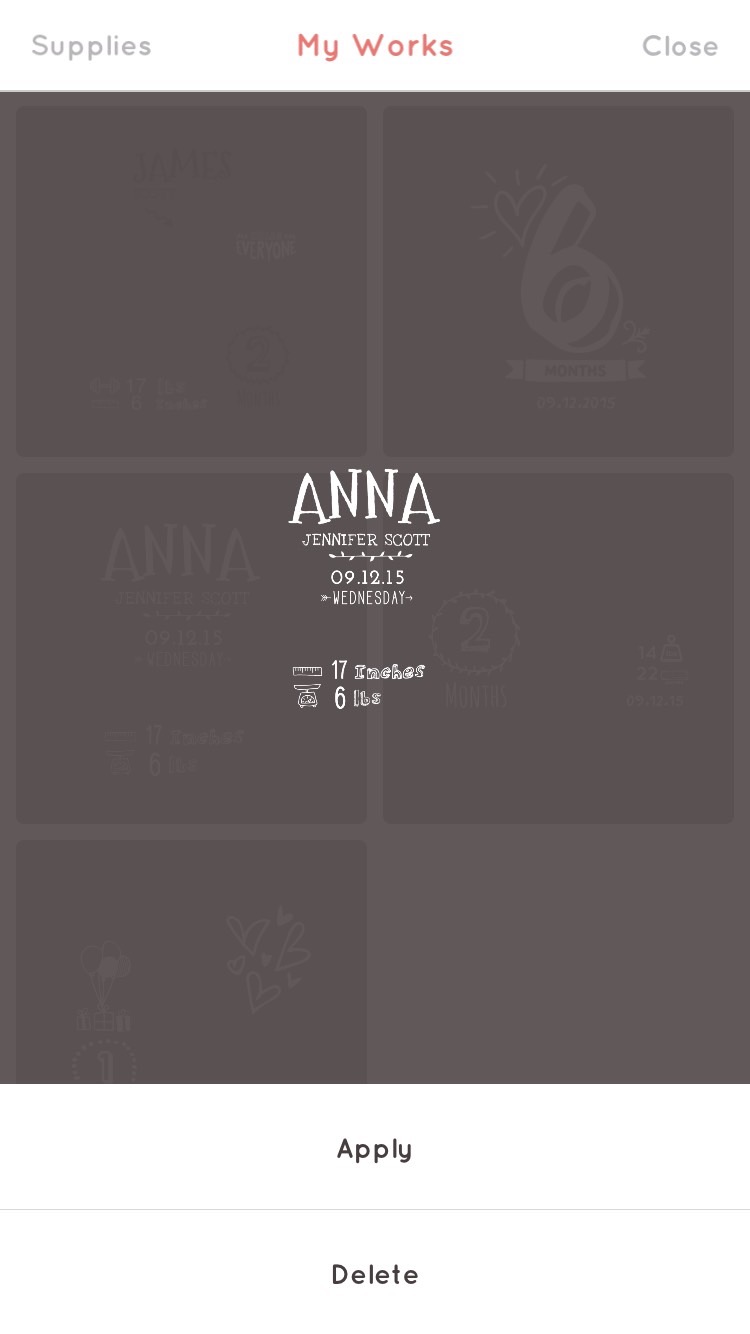 Supplies My Works Close
JAMES
EVERYONE
2
17 lbs
6 Inches
6
MONTHS
09.12.2015
ANNA
JENNIFER SCOTT
09.12.15
WEDNESDAY
17 Inches
6 lbs
ANNA
JENNIFER SCOTT
09.12.15
WEDNESDAY
17 Inches
6 lbs
2
MONTHS
14
22
09.12.15
1
Apply
Delete